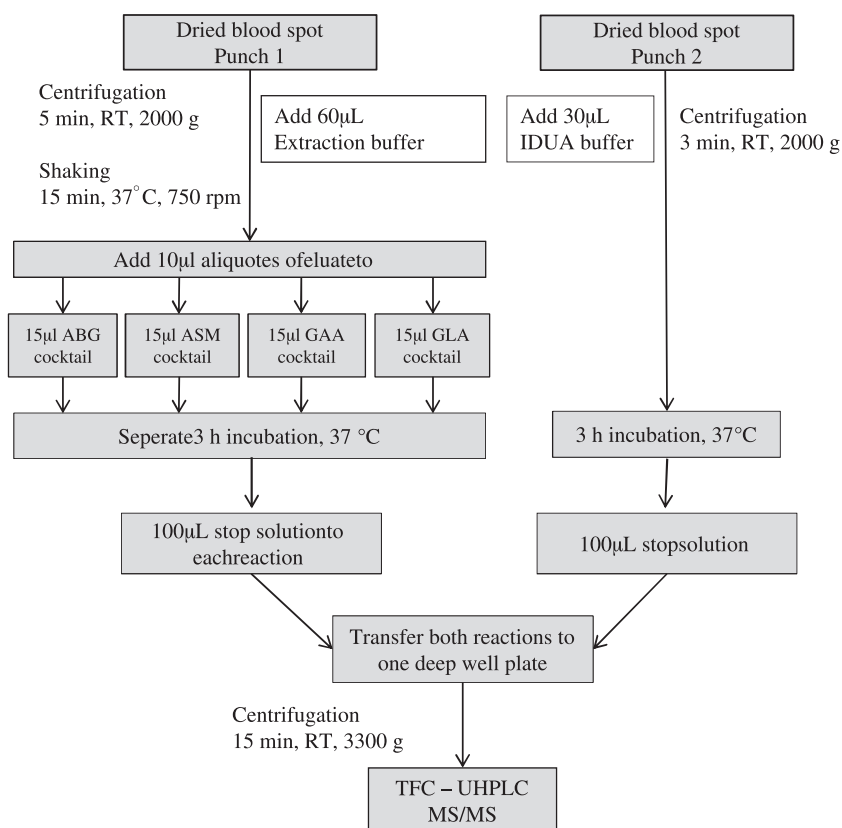 Dried blood spot
Punch 1
Dried blood spot
Punch 2
Centrifugation
5 min, RT, 2000 g
Add 60µL
Extraction buffer
Add 30µL
IDUA buffer
Centrifugation
3 min, RT, 2000 g
Shaking
15 min, 37°C, 750 rpm
Add 10µl aliquotes ofeluateto
15µl ABG
cocktail
15µl ASM
cocktail
15µl GAA
cocktail
15µl GLA
cocktail
Seperate3 h incubation, 37 °C
3 h incubation, 37°C
100µL stop solutionto
eachreaction
100µL stopsolution
Transfer both reactions to
one deep well plate
Centrifugation
15 min, RT, 3300 g
TFC – UHPLC
MS/MS